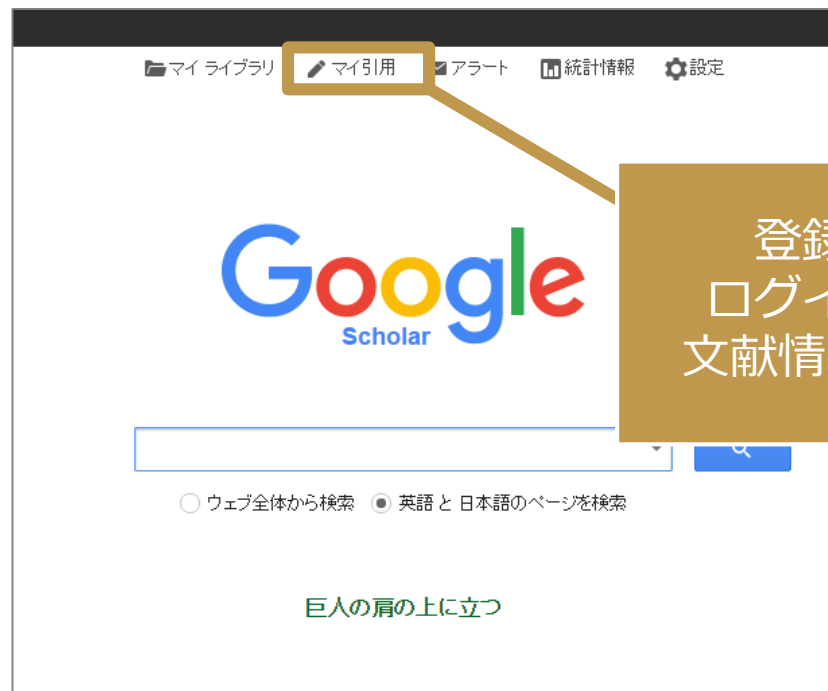 マイ ライブラリ マイ引用 アラート 統計情報 設定
登録
ログイ
文献情
Google
Scholar
ウェブ全体から検索 英語 と 日本語のページを検索
巨人の肩の上に立つ